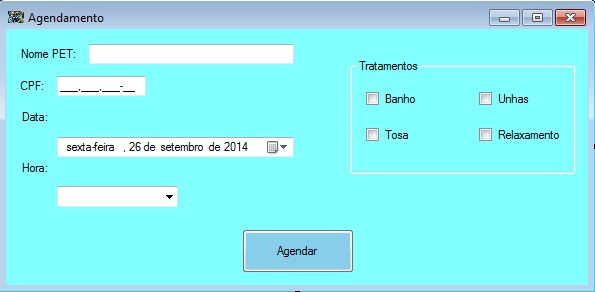 Agendamento
Nome PET:
CPF: ___.___.___-__
Data:
sexta-feira , 26 de setembro de 2014
Hora:
Tratamentos
Banho
Unhas
Tosa
Relaxamento
Agendar